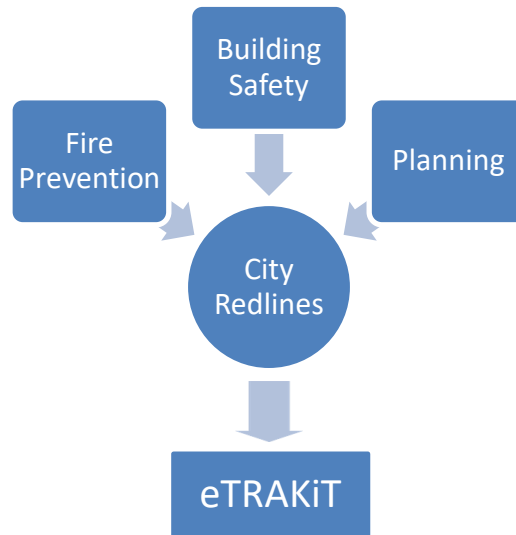 Building
Safety
Fire
Prevention
Planning
City
Redlines
eTRAKiT